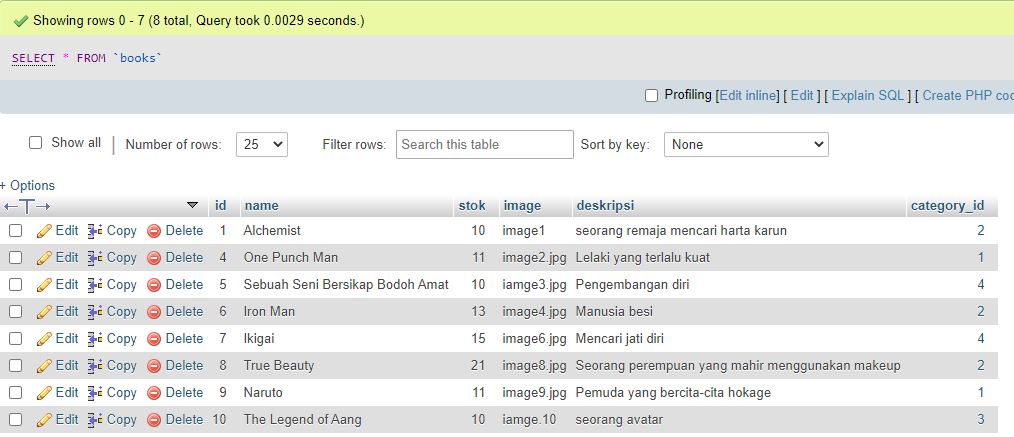 Showing rows 0 - 7 (8 total, Query took 0.0029 seconds.)
SELECT * FROM `books`
Profiling [Edit inline] [ Edit ] [ Explain SQL ] [ Create PHP coo
Show all | Number of rows: 25 Filter rows: Search this table Sort by key: None
+ Options
←T→ id name stok image deskripsi category_id
Edit Copy Delete 1 Alchemist 10 image1 seorang remaja mencari harta karun 2
Edit Copy Delete 4 One Punch Man 11 image2.jpg Lelaki yang terlalu kuat 1
Edit Copy Delete 5 Sebuah Seni Bersikap Bodoh Amat 10 iamge3.jpg Pengembangan diri 4
Edit Copy Delete 6 Iron Man 13 image4.jpg Manusia besi 2
Edit Copy Delete 7 Ikigai 15 image6.jpg Mencari jati diri 4
Edit Copy Delete 8 True Beauty 21 image8.jpg Seorang perempuan yang mahir menggunakan makeup 2
Edit Copy Delete 9 Naruto 11 image9.jpg Pemuda yang bercita-cita hokage 1
Edit Copy Delete 10 The Legend of Aang 10 iamge.10 seorang avatar 3